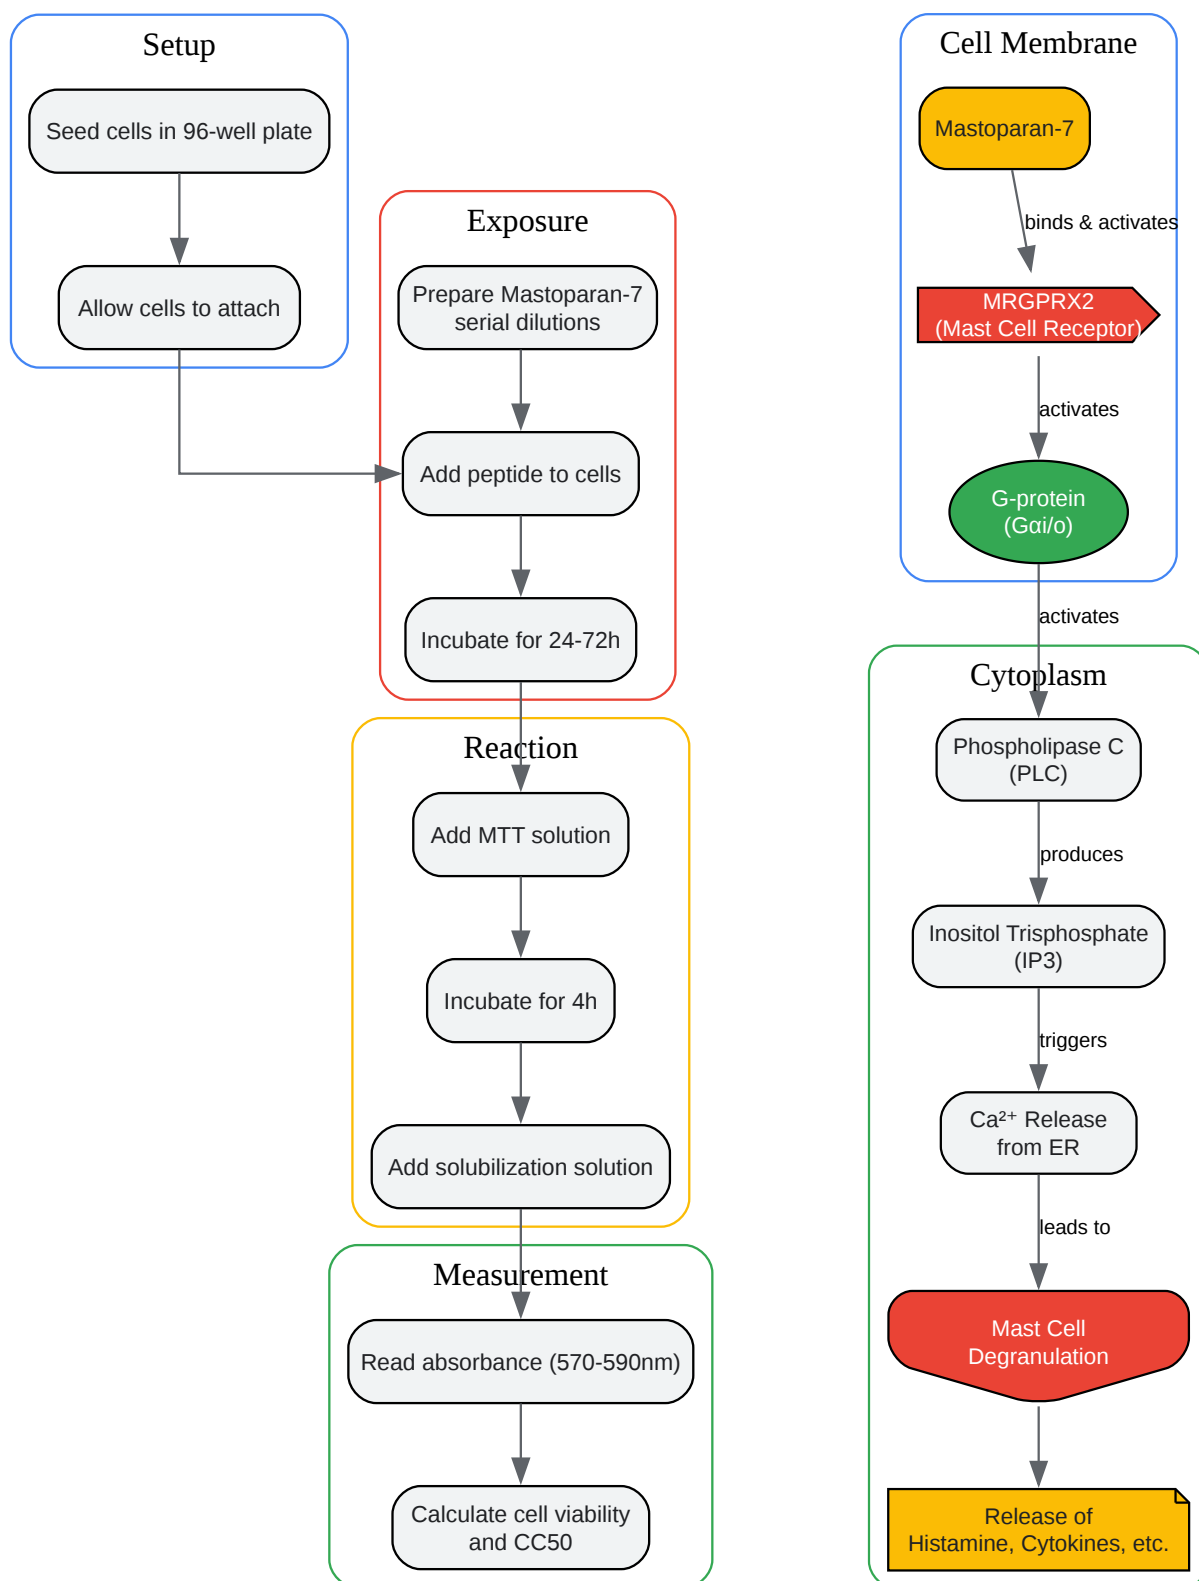 Setup
Seed cells in 96-well plate
Allow cells to attach
Exposure
Prepare Mastoparan-7
serial dilutions
Add peptide to cells
Incubate for 24-72h
Reaction
Add MTT solution
Incubate for 4h
Add solubilization solution
Measurement
Read absorbance (570-590nm)
Calculate cell viability
and CC50
Cell Membrane
Mastoparan-7
binds & activates
MRGPRX2
(Mast Cell Receptor)
activates
G-protein
(Gαi/o)
activates
Cytoplasm
Phospholipase C
(PLC)
produces
Inositol Trisphosphate
(IP3)
triggers
Ca²⁺ Release
from ER
leads to
Mast Cell
Degranulation
Release of
Histamine, Cytokines, etc.